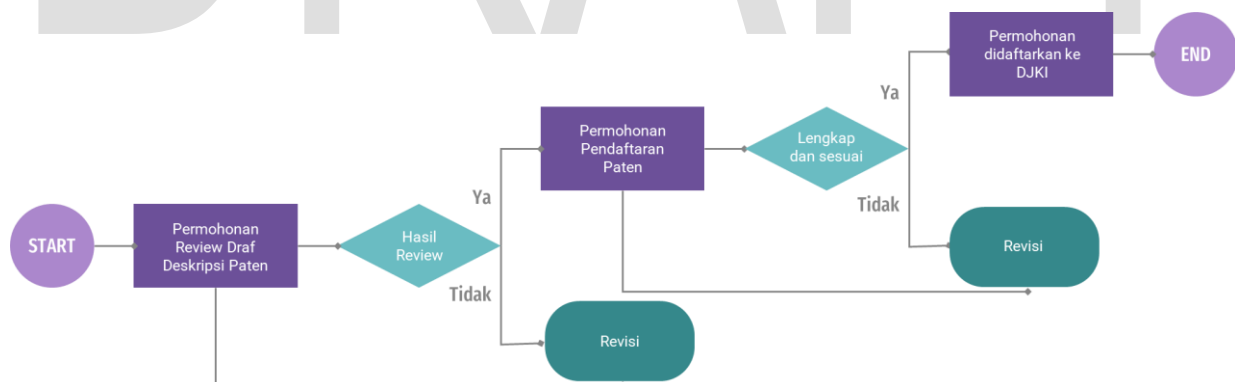 START
Permohonan
Review Draf
Deskripsi Paten
Hasil
Review
Ya
Tidak
Revisi
Permohonan
Pendaftaran
Paten
Lengkap
dan sesuai
Ya
Tidak
Revisi
Permohonan
didaftarkan ke
DJKI
END